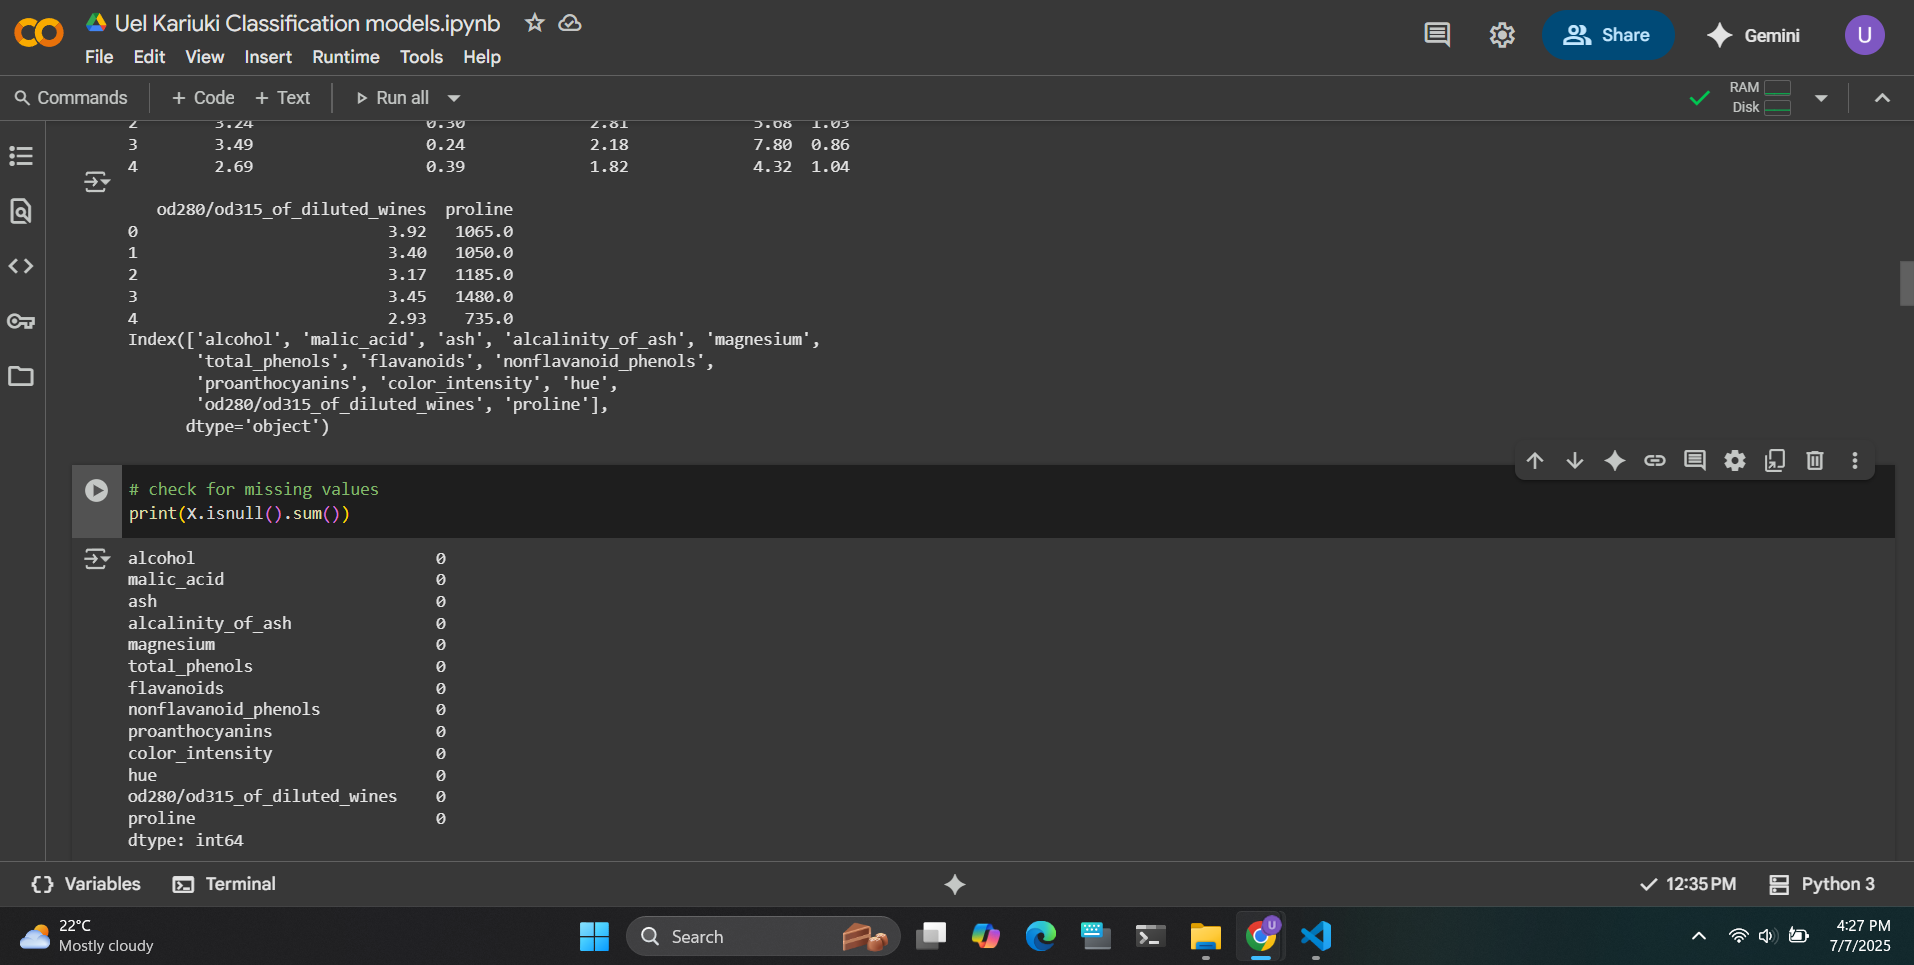 Uel Kariuki Classification models.ipynb
File Edit View Insert Runtime Tools Help
Share
Gemini
U
Commands + Code + Text Run all
RAM
Disk
2 3.24 0.30 2.81 5.68 1.03
3 3.49 0.24 2.18 7.80 0.86
4 2.69 0.39 1.82 4.32 1.04
od280/od315_of_diluted_wines proline
0 3.92 1065.0
1 3.40 1050.0
2 3.17 1185.0
3 3.45 1480.0
4 2.93 735.0
Index(['alcohol', 'malic_acid', 'ash', 'alcalinity_of_ash', 'magnesium',
'total_phenols', 'flavanoids', 'nonflavanoid_phenols',
'proanthocyanins', 'color_intensity', 'hue',
'od280/od315_of_diluted_wines', 'proline'],
dtype='object')
# check for missing values
print(X.isnull().sum())
alcohol 0
malic_acid 0
ash 0
alcalinity_of_ash 0
magnesium 0
total_phenols 0
flavanoids 0
nonflavanoid_phenols 0
proanthocyanins 0
color_intensity 0
hue 0
od280/od315_of_diluted_wines 0
proline 0
dtype: int64
Variables Terminal
12:35 PM Python 3
22°C
Mostly cloudy
Search
U
4:27 PM
7/7/2025